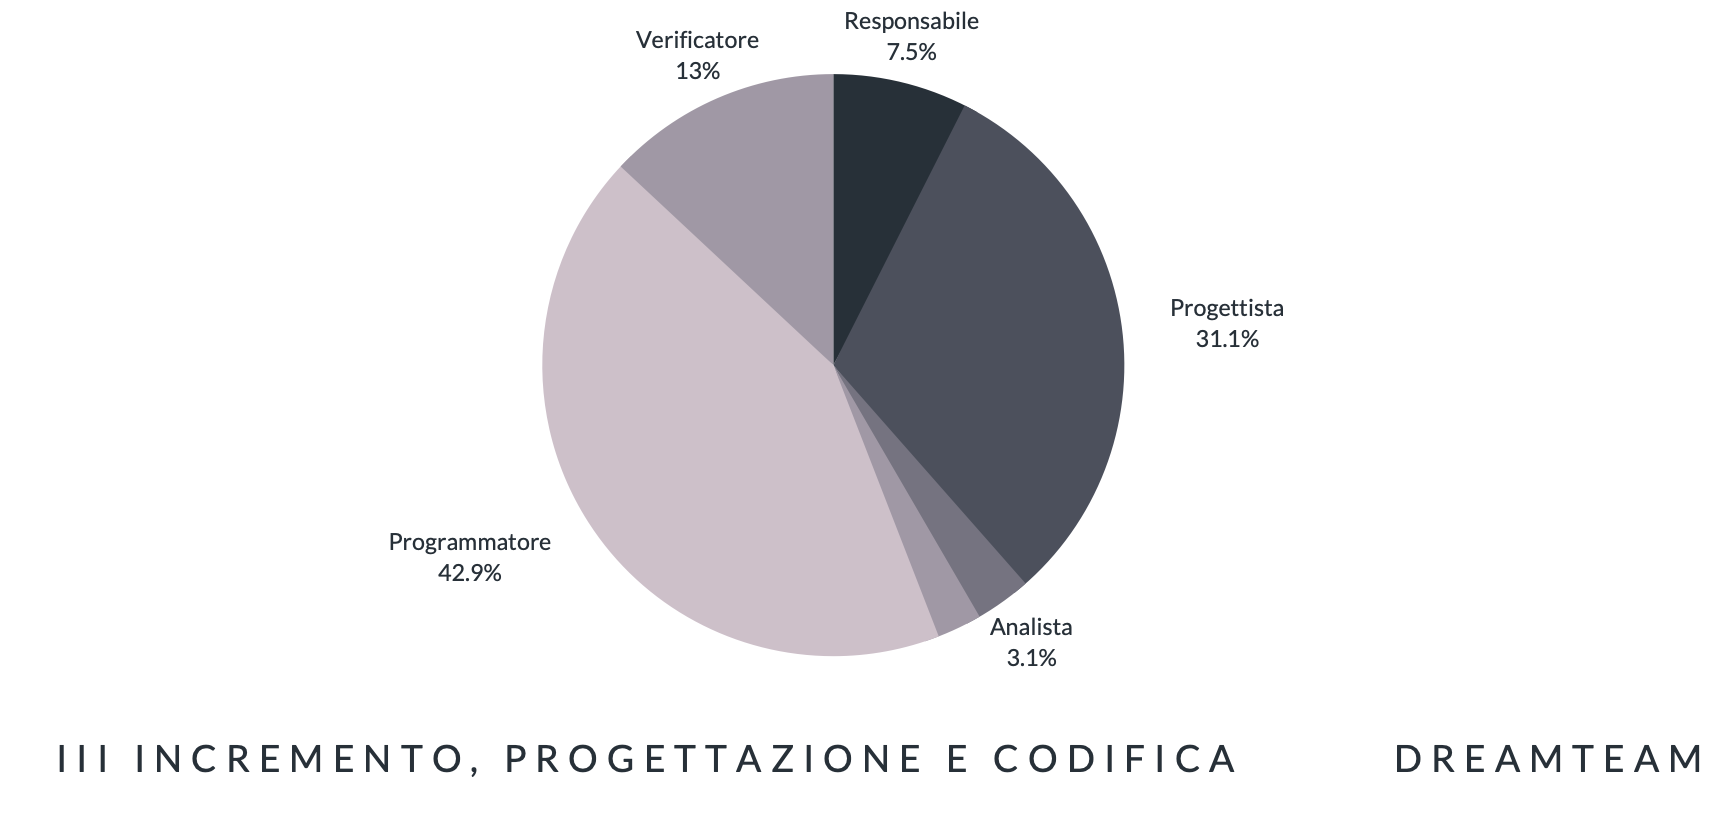 Responsabile
7.5%
Verificatore
13%
Progettista
31.1%
Programmatore
42.9%
Analista
3.1%
III INCREMENTO, PROGETTAZIONE E CODIFICA
DREAMTEAM